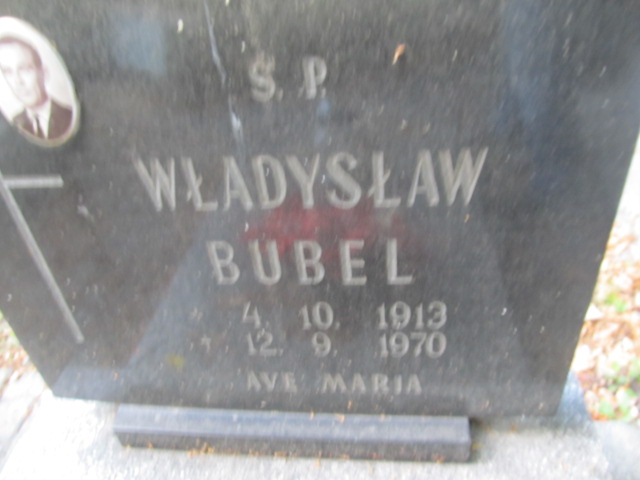 Ś. P.
WŁADYSŁAW
BUBEL
* 4. 10. 1913
† 12. 9. 1970
AVE MARIA